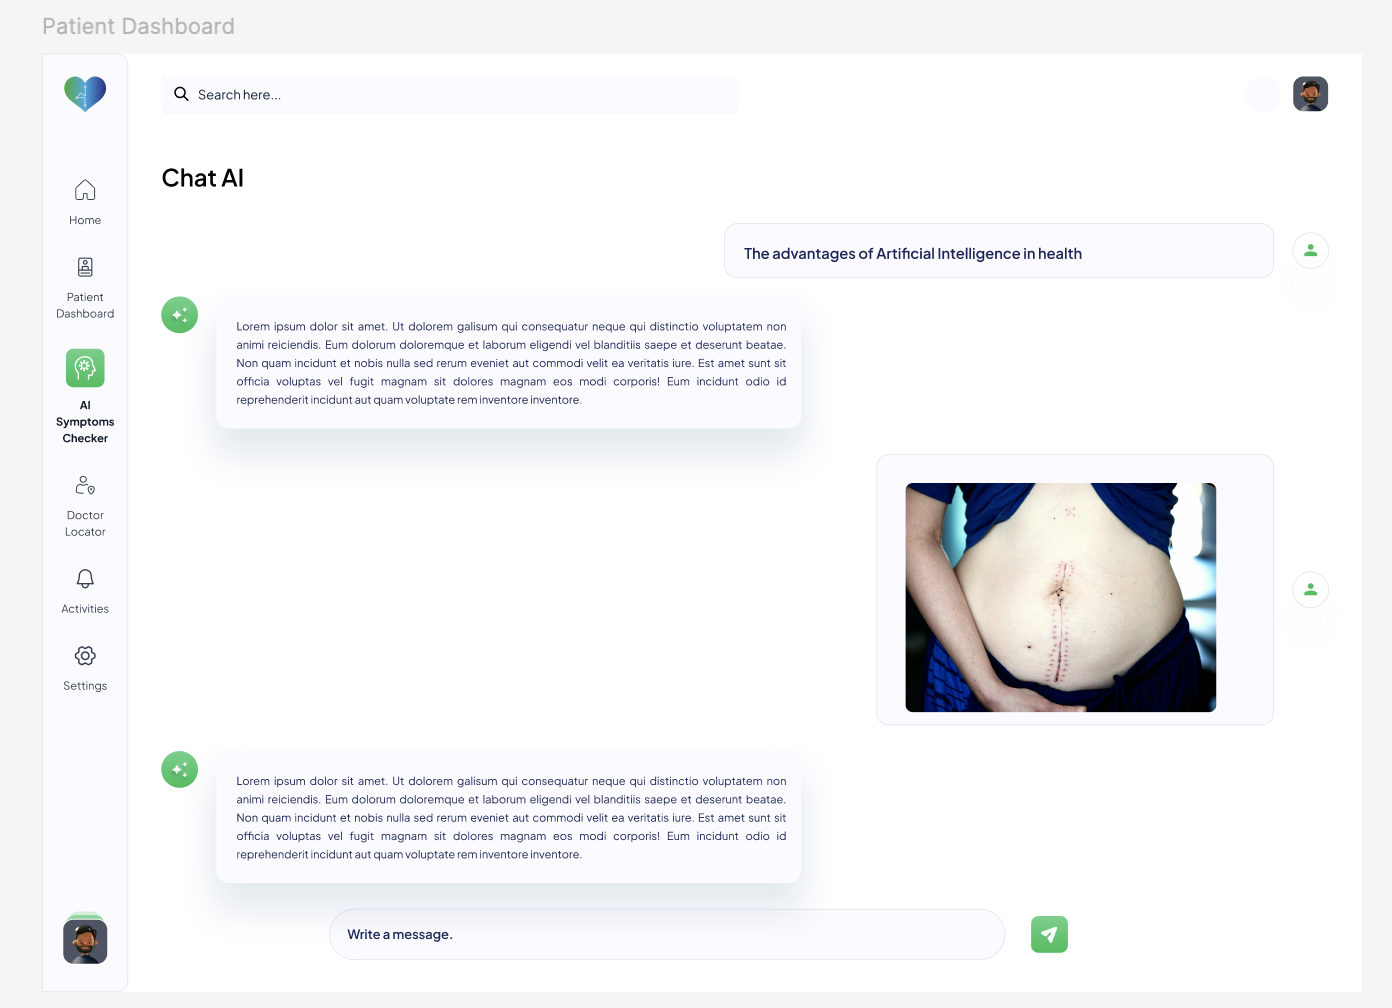 Patient Dashboard
Search here...
Chat AI
Home
Patient
Dashboard
AI
Symptoms
Checker
Doctor
Locator
Activities
Settings
The advantages of Artificial Intelligence in health
Lorem ipsum dolor sit amet. Ut dolorem galisum qui consequatur neque qui distinctio voluptatem non
animi reiciendis. Eum dolorum doloremque et laborum eligendi vel blanditiis saepe et deserunt beatae.
Non quam incidunt et nobis nulla sed rerum eveniet aut commodi velit ea veritatis iure. Est amet sunt sit
officia voluptas vel fugit magnam sit dolores magnam eos modi corporis! Eum incidunt odio id
reprehenderit incidunt aut quam voluptate rem inventore inventore.
Lorem ipsum dolor sit amet. Ut dolorem galisum qui consequatur neque qui distinctio voluptatem non
animi reiciendis. Eum dolorum doloremque et laborum eligendi vel blanditiis saepe et deserunt beatae.
Non quam incidunt et nobis nulla sed rerum eveniet aut commodi velit ea veritatis iure. Est amet sunt sit
officia voluptas vel fugit magnam sit dolores magnam eos modi corporis! Eum incidunt odio id
reprehenderit incidunt aut quam voluptate rem inventore inventore.
Write a message.